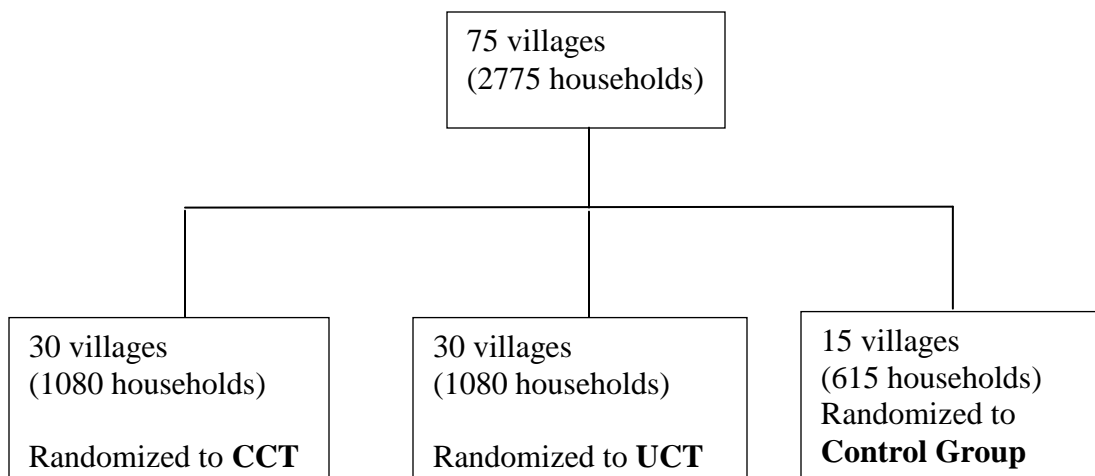 75 villages
(2775 households)
30 villages
(1080 households)
Randomized to CCT
30 villages
(1080 households)
Randomized to UCT
15 villages
(615 households)
Randomized to
Control Group